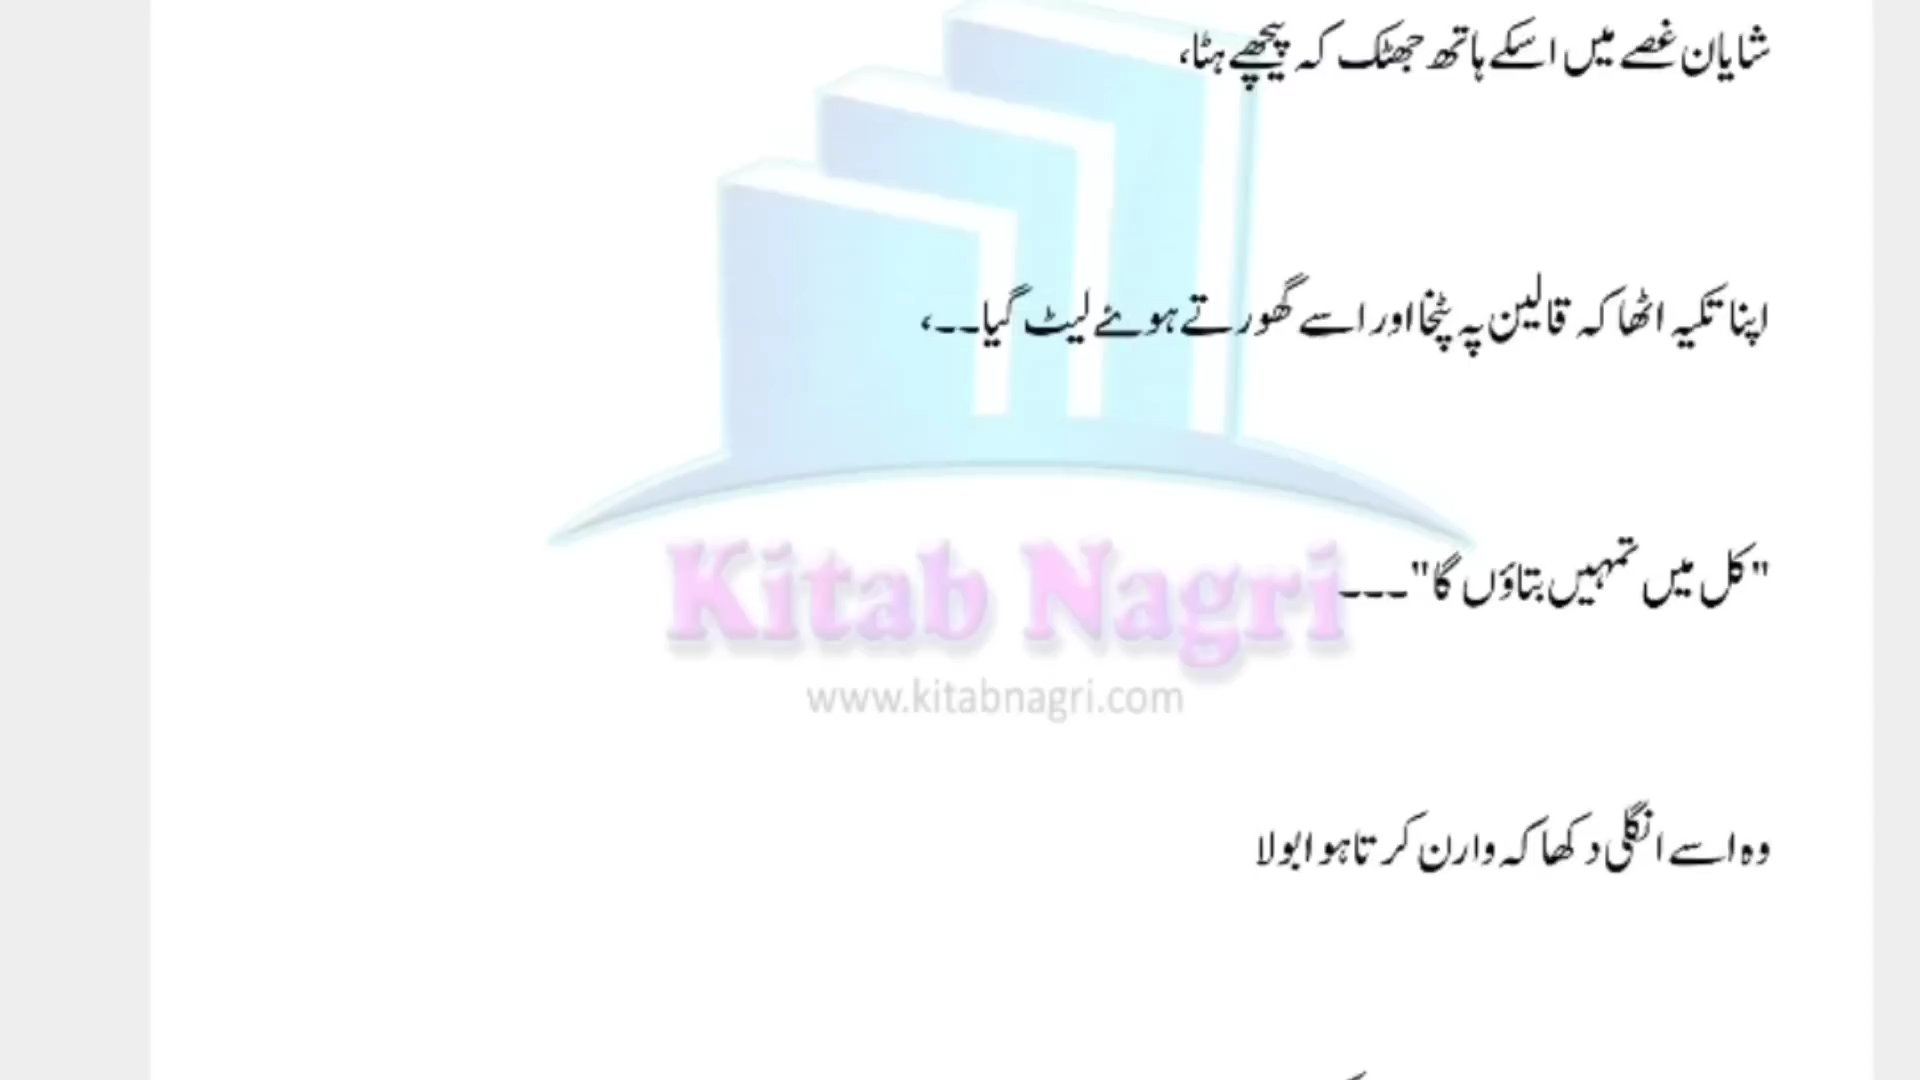 شایان غصے میں اسکے ہاتھ جھٹک کہ پیچھے ہٹا،
اپنا تکیہ اٹھا کہ قالین پہ پٹخا اور اسے گھورتے ہوئے لیٹ گیا۔۔۔،
"کل میں تمہیں بتاؤں گا"۔۔۔۔
Kitab Nagri
www.kitabnagri.com
وہ اسے انگلی دکھا کہ وارن کرتا ہوا بولا